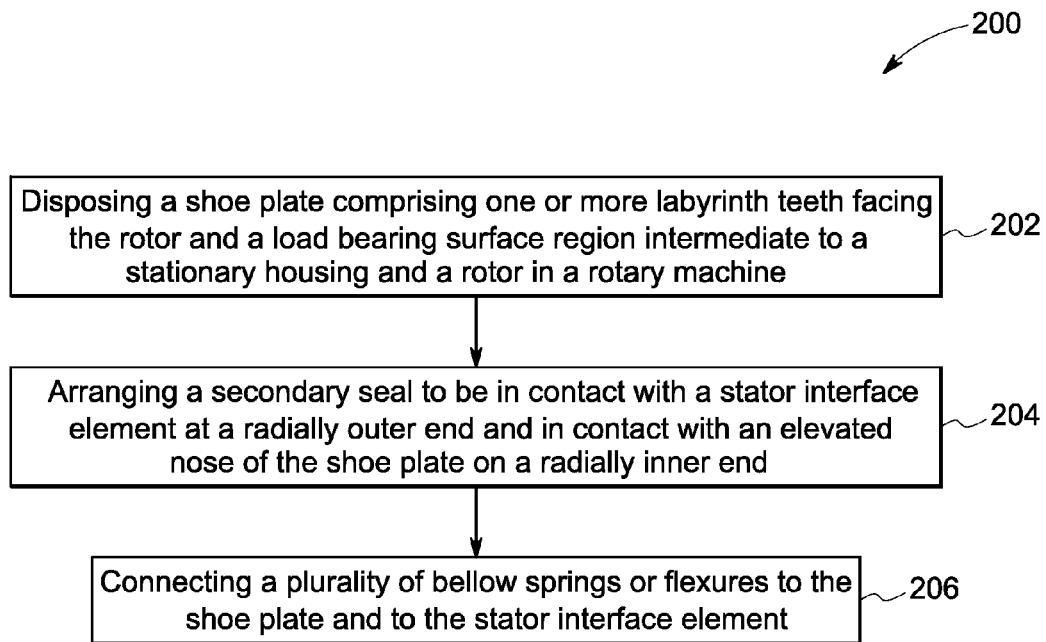 200
Disposing a shoe plate comprising one or more labyrinth teeth facing
the rotor and a load bearing surface region intermediate to a
stationary housing and a rotor in a rotary machine
202
Arranging a secondary seal to be in contact with a stator interface
element at a radially outer end and in contact with an elevated
nose of the shoe plate on a radially inner end
204
Connecting a plurality of bellow springs or flexures to the
shoe plate and to the stator interface element
206